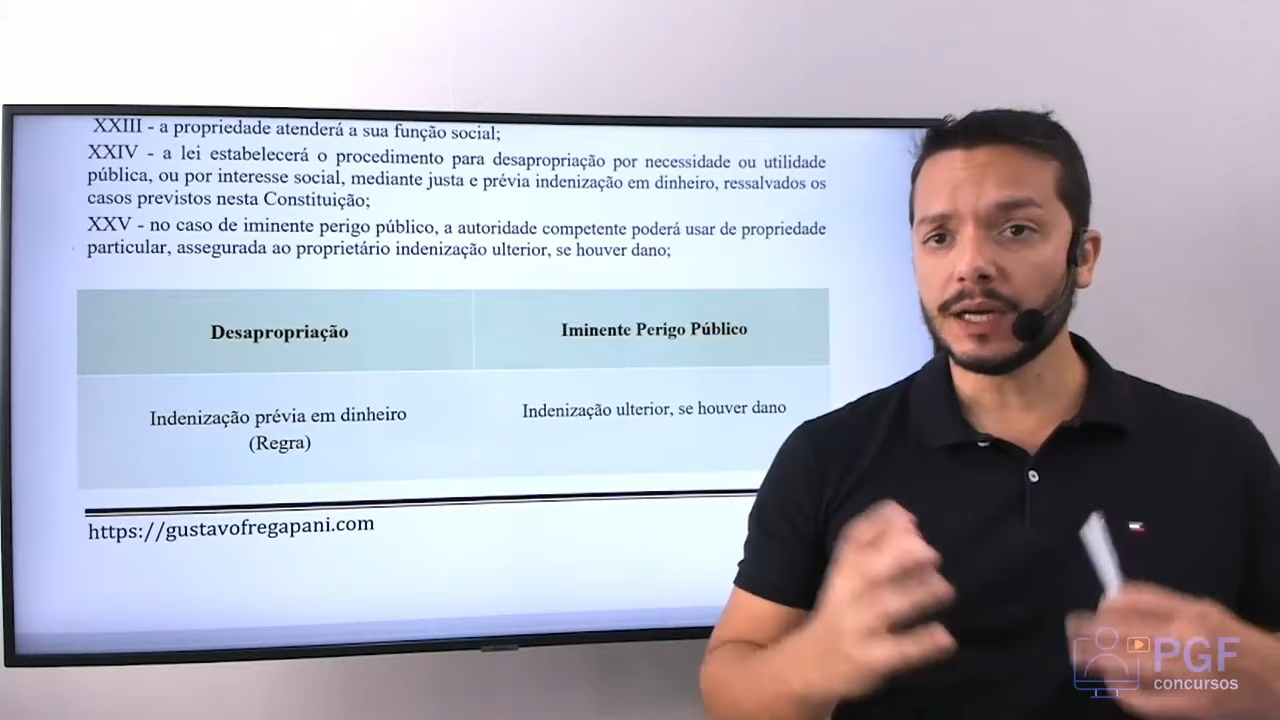 XXIII - a propriedade atenderá a sua função social;
XXIV - a lei estabelecerá o procedimento para desapropriação por necessidade ou utilidade
pública, ou por interesse social, mediante justa e prévia indenização em dinheiro, ressalvados os
casos previstos nesta Constituição;
XXV - no caso de iminente perigo público, a autoridade competente poderá usar de propriedade
particular, assegurada ao proprietário indenização ulterior, se houver dano;
Desapropriação
Iminente Perigo Público
Indenização prévia em dinheiro
(Regra)
Indenização ulterior, se houver dano
https://gustavofregapani.com
PGF
concursos